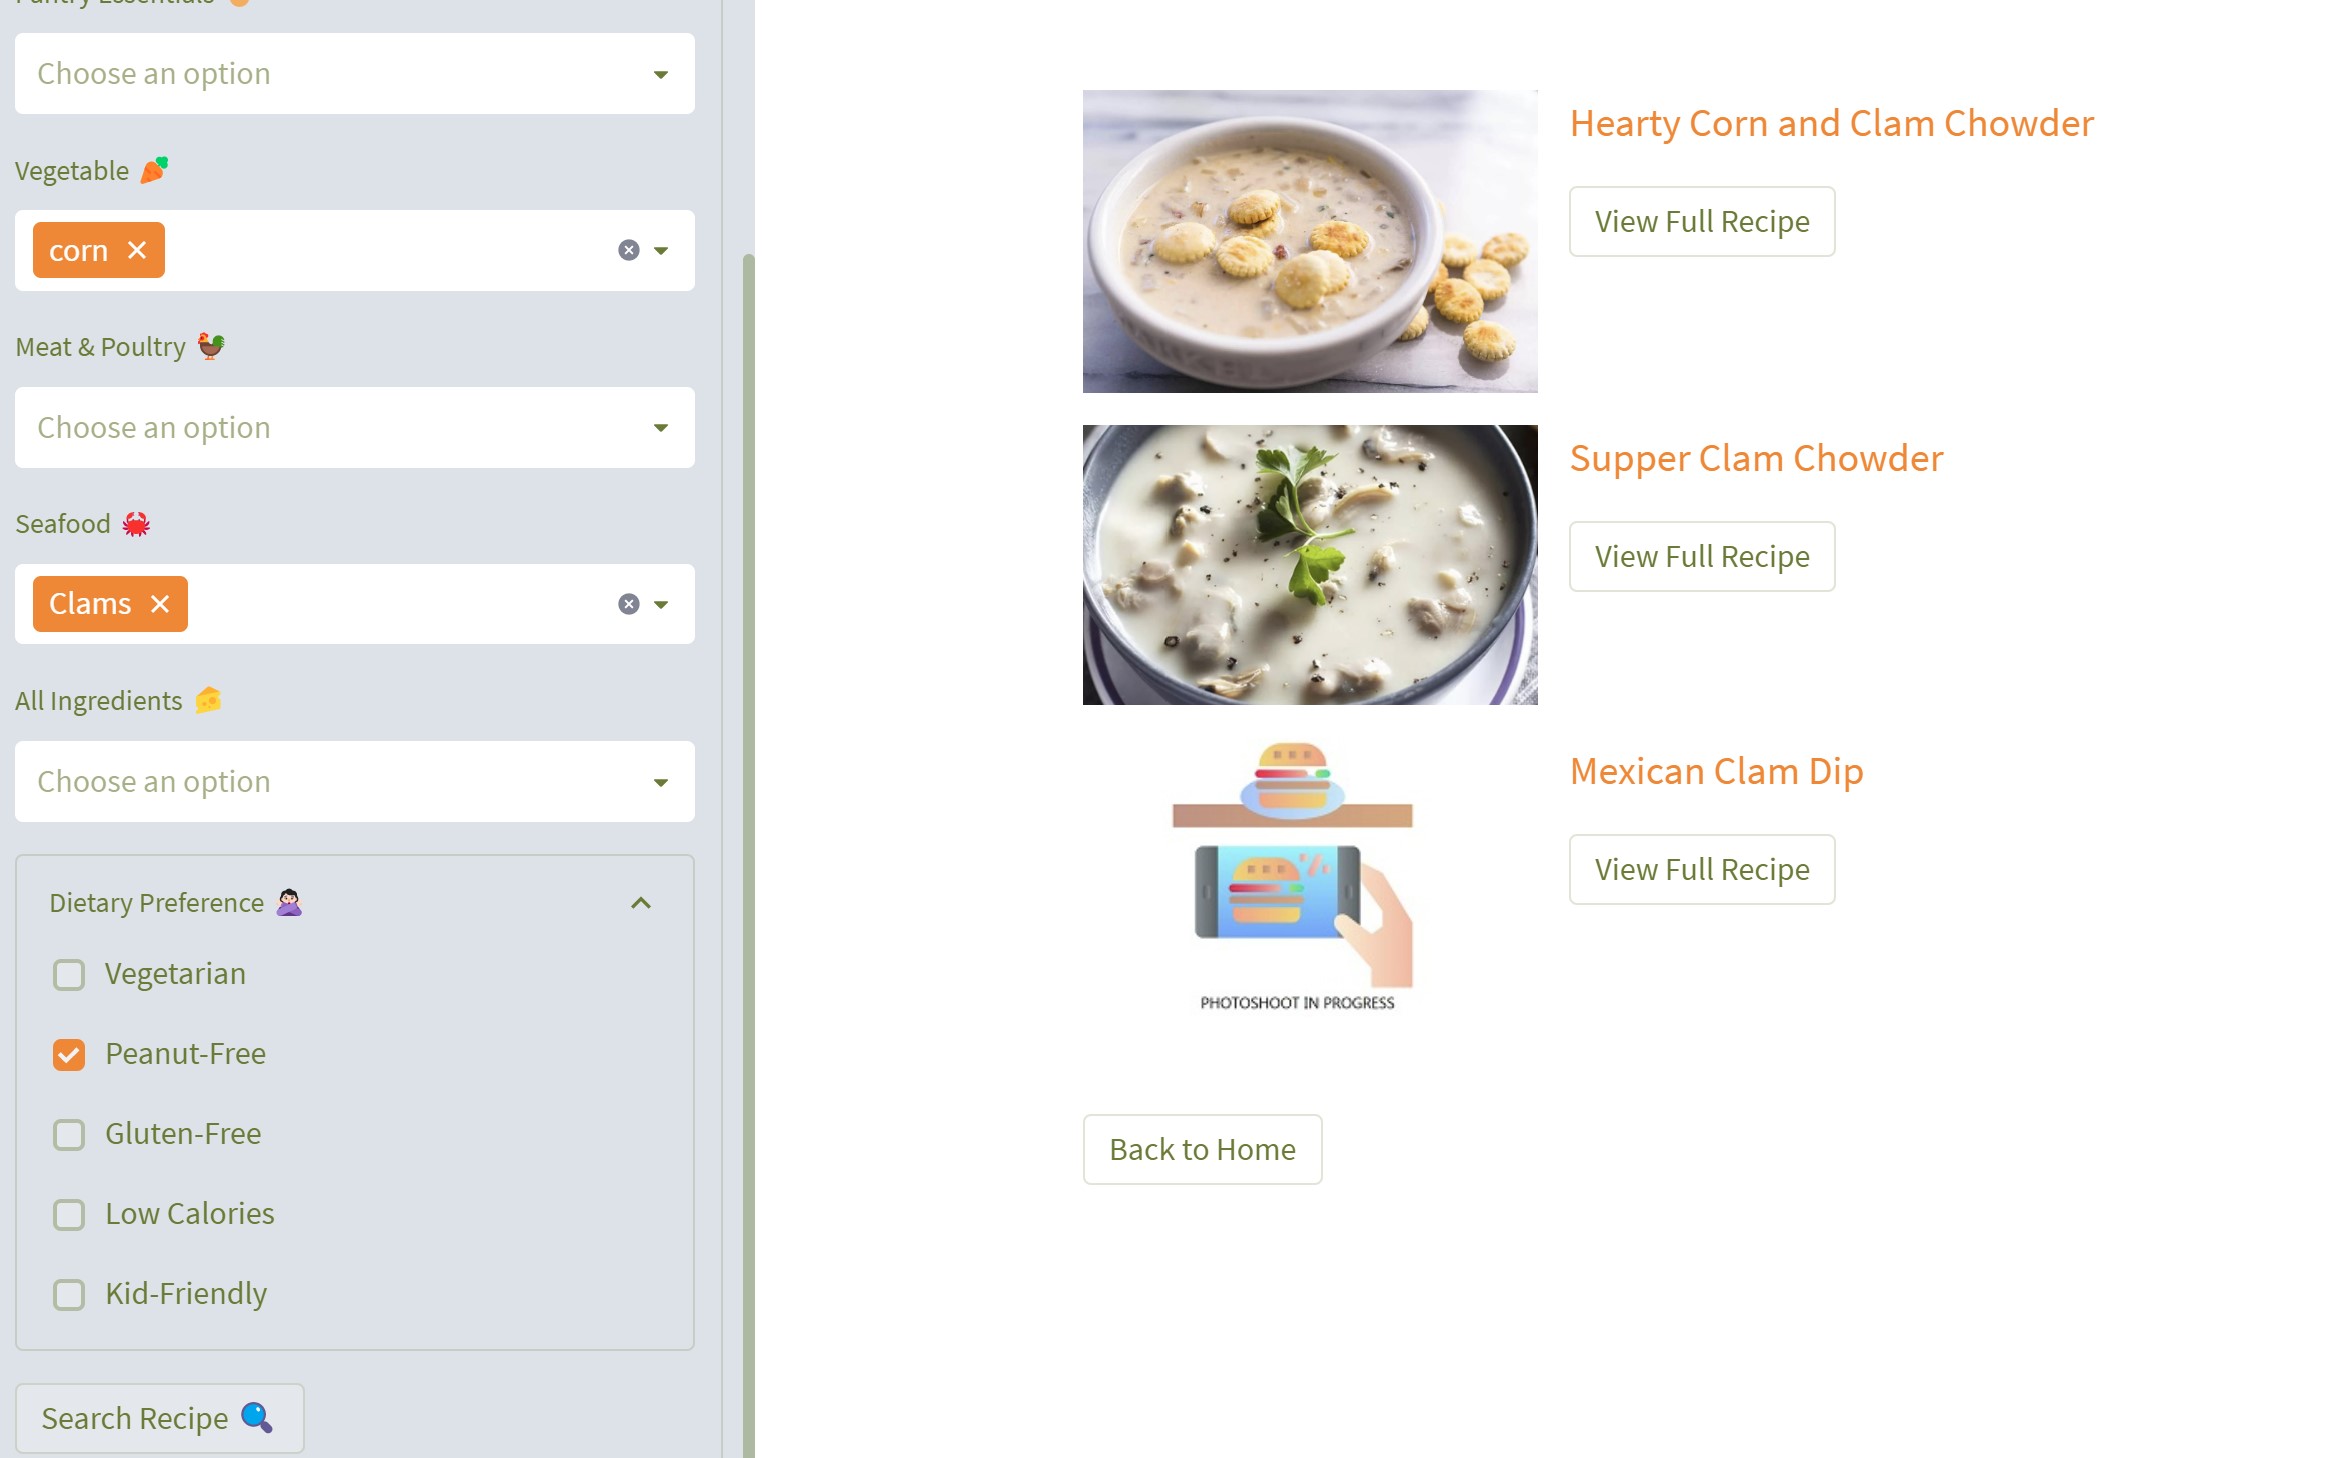 Pantry Essentials
Choose an option
Vegetable
corn
Meat & Poultry
Choose an option
Seafood
Clams
All Ingredients
Choose an option
Dietary Preference
Vegetarian
Peanut-Free
Gluten-Free
Low Calories
Kid-Friendly
Search Recipe
Hearty Corn and Clam Chowder
View Full Recipe
Supper Clam Chowder
View Full Recipe
Mexican Clam Dip
View Full Recipe
PHOTOSHOOT IN PROGRESS
Back to Home